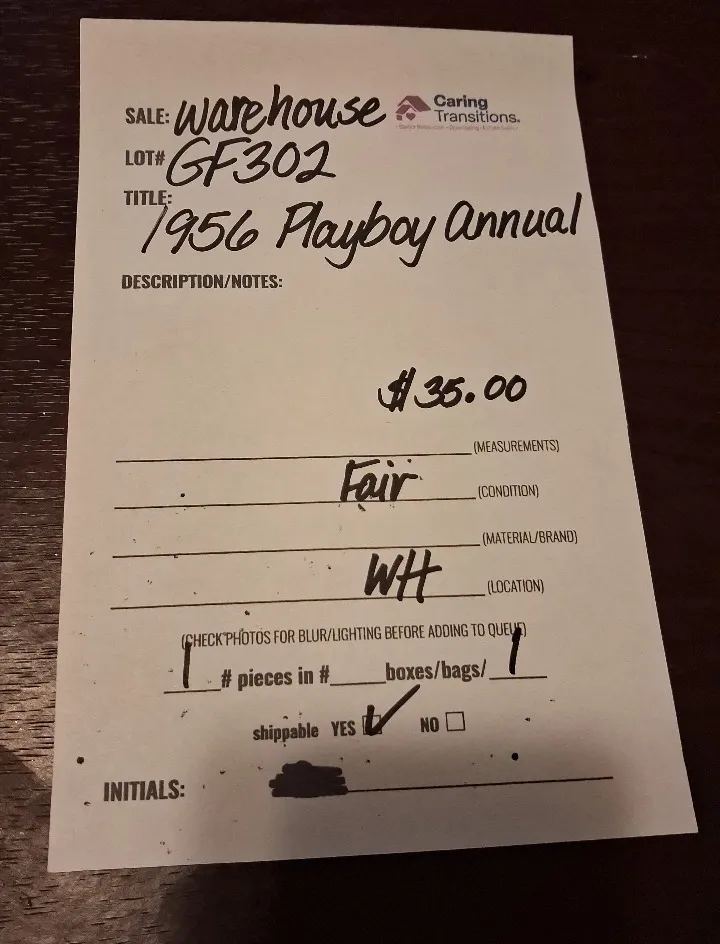 SALE: Warehouse
Caring
Transitions.
LOT# GF302
TITLE:
1956 Playboy Annual
DESCRIPTION/NOTES:
$35.00
(MEASUREMENTS)
Fair (CONDITION)
(MATERIAL/BRAND)
WH (LOCATION)
(CHECK PHOTOS FOR BLUR/LIGHTING BEFORE ADDING TO QUEUE)
1 # pieces in # boxes/bags/ 1
shippable YES NO
INITIALS: